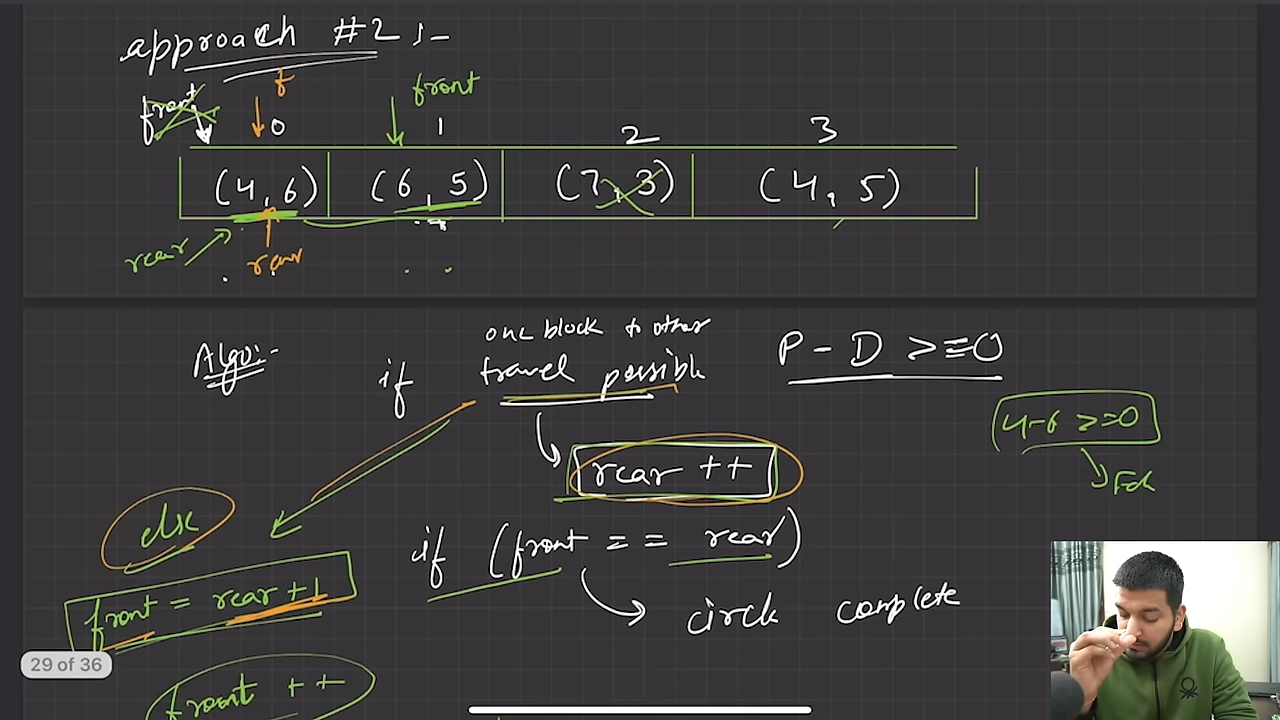 approach #2 :-
front f front
0 1 2 3
(4, 6) (6, 5) (7, 3) (4, 5)
rear rear
Algo:-
if one block to other
travel possible P - D >= 0
4-6 >= 0
rear ++
else
if (front == rear)
front = rear + 1
circle complete
29 of 36
front ++